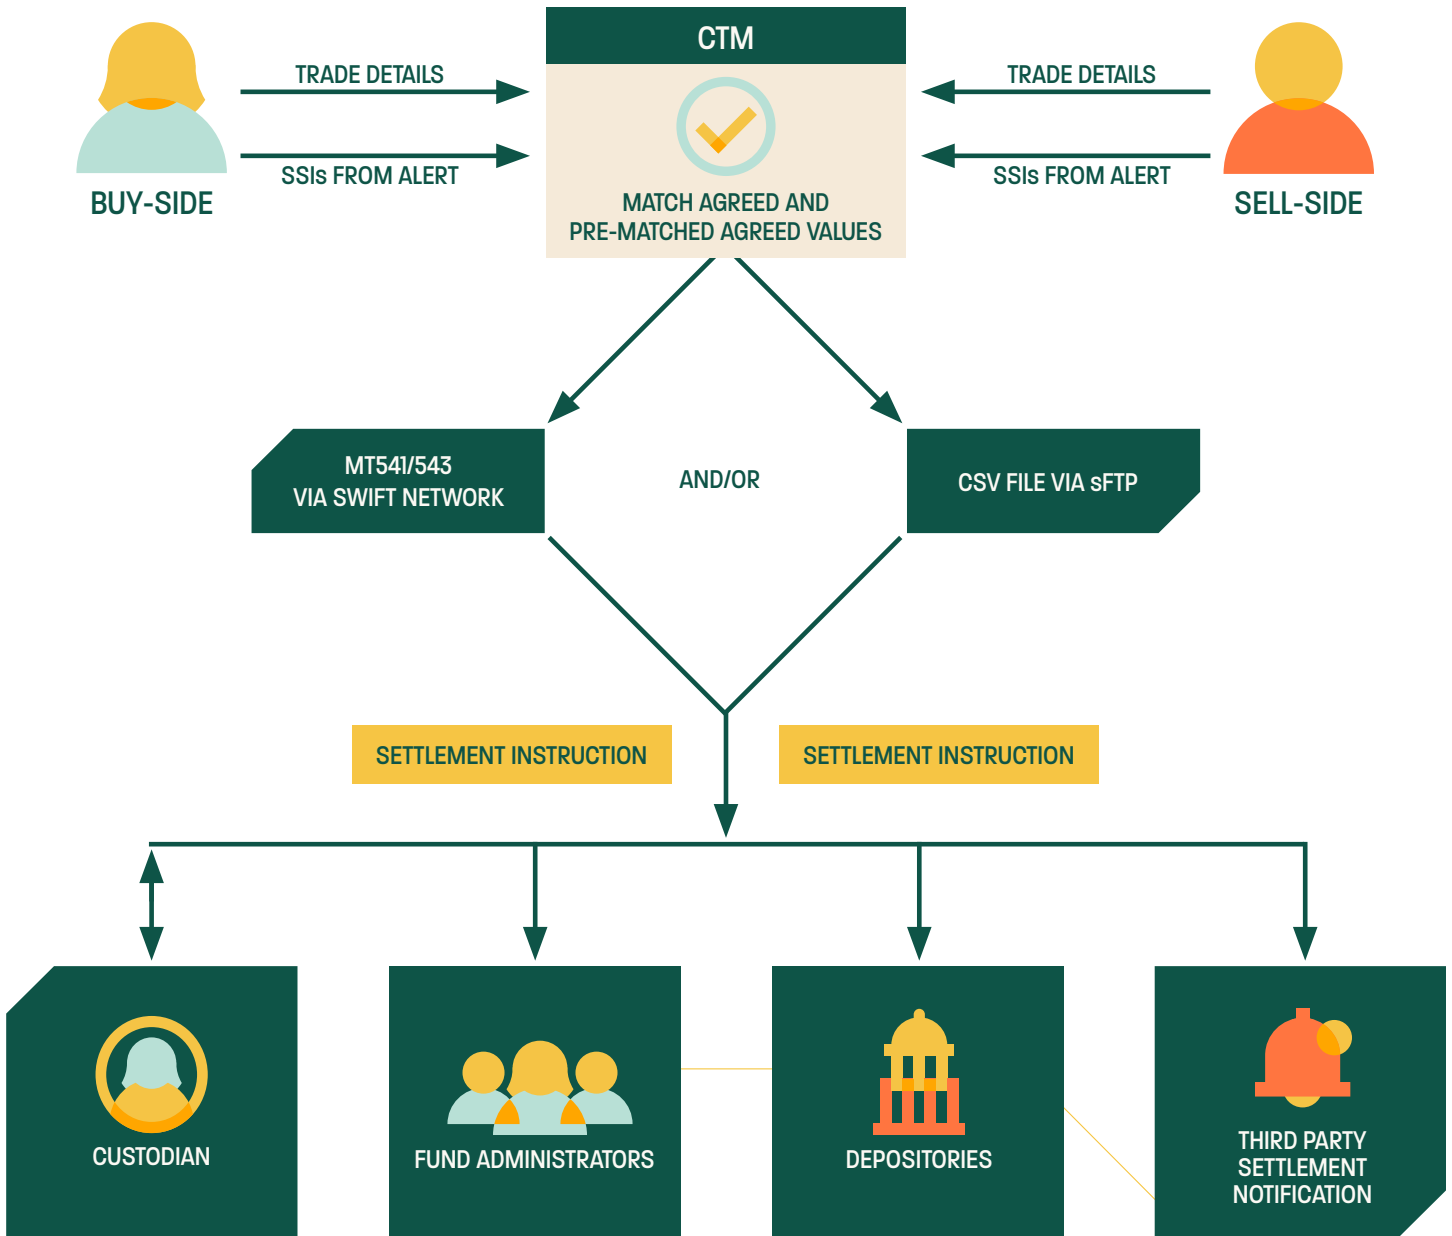 CTM
TRADE DETAILS
TRADE DETAILS
SSIs FROM ALERT
SSIs FROM ALERT
BUY-SIDE
SELL-SIDE
MATCH AGREED AND
PRE-MATCHED AGREED VALUES
MT541/543
VIA SWIFT NETWORK
AND/OR
CSV FILE VIA sFTP
SETTLEMENT INSTRUCTION
SETTLEMENT INSTRUCTION
CUSTODIAN
FUND ADMINISTRATORS
DEPOSITORIES
THIRD PARTY
SETTLEMENT
NOTIFICATION